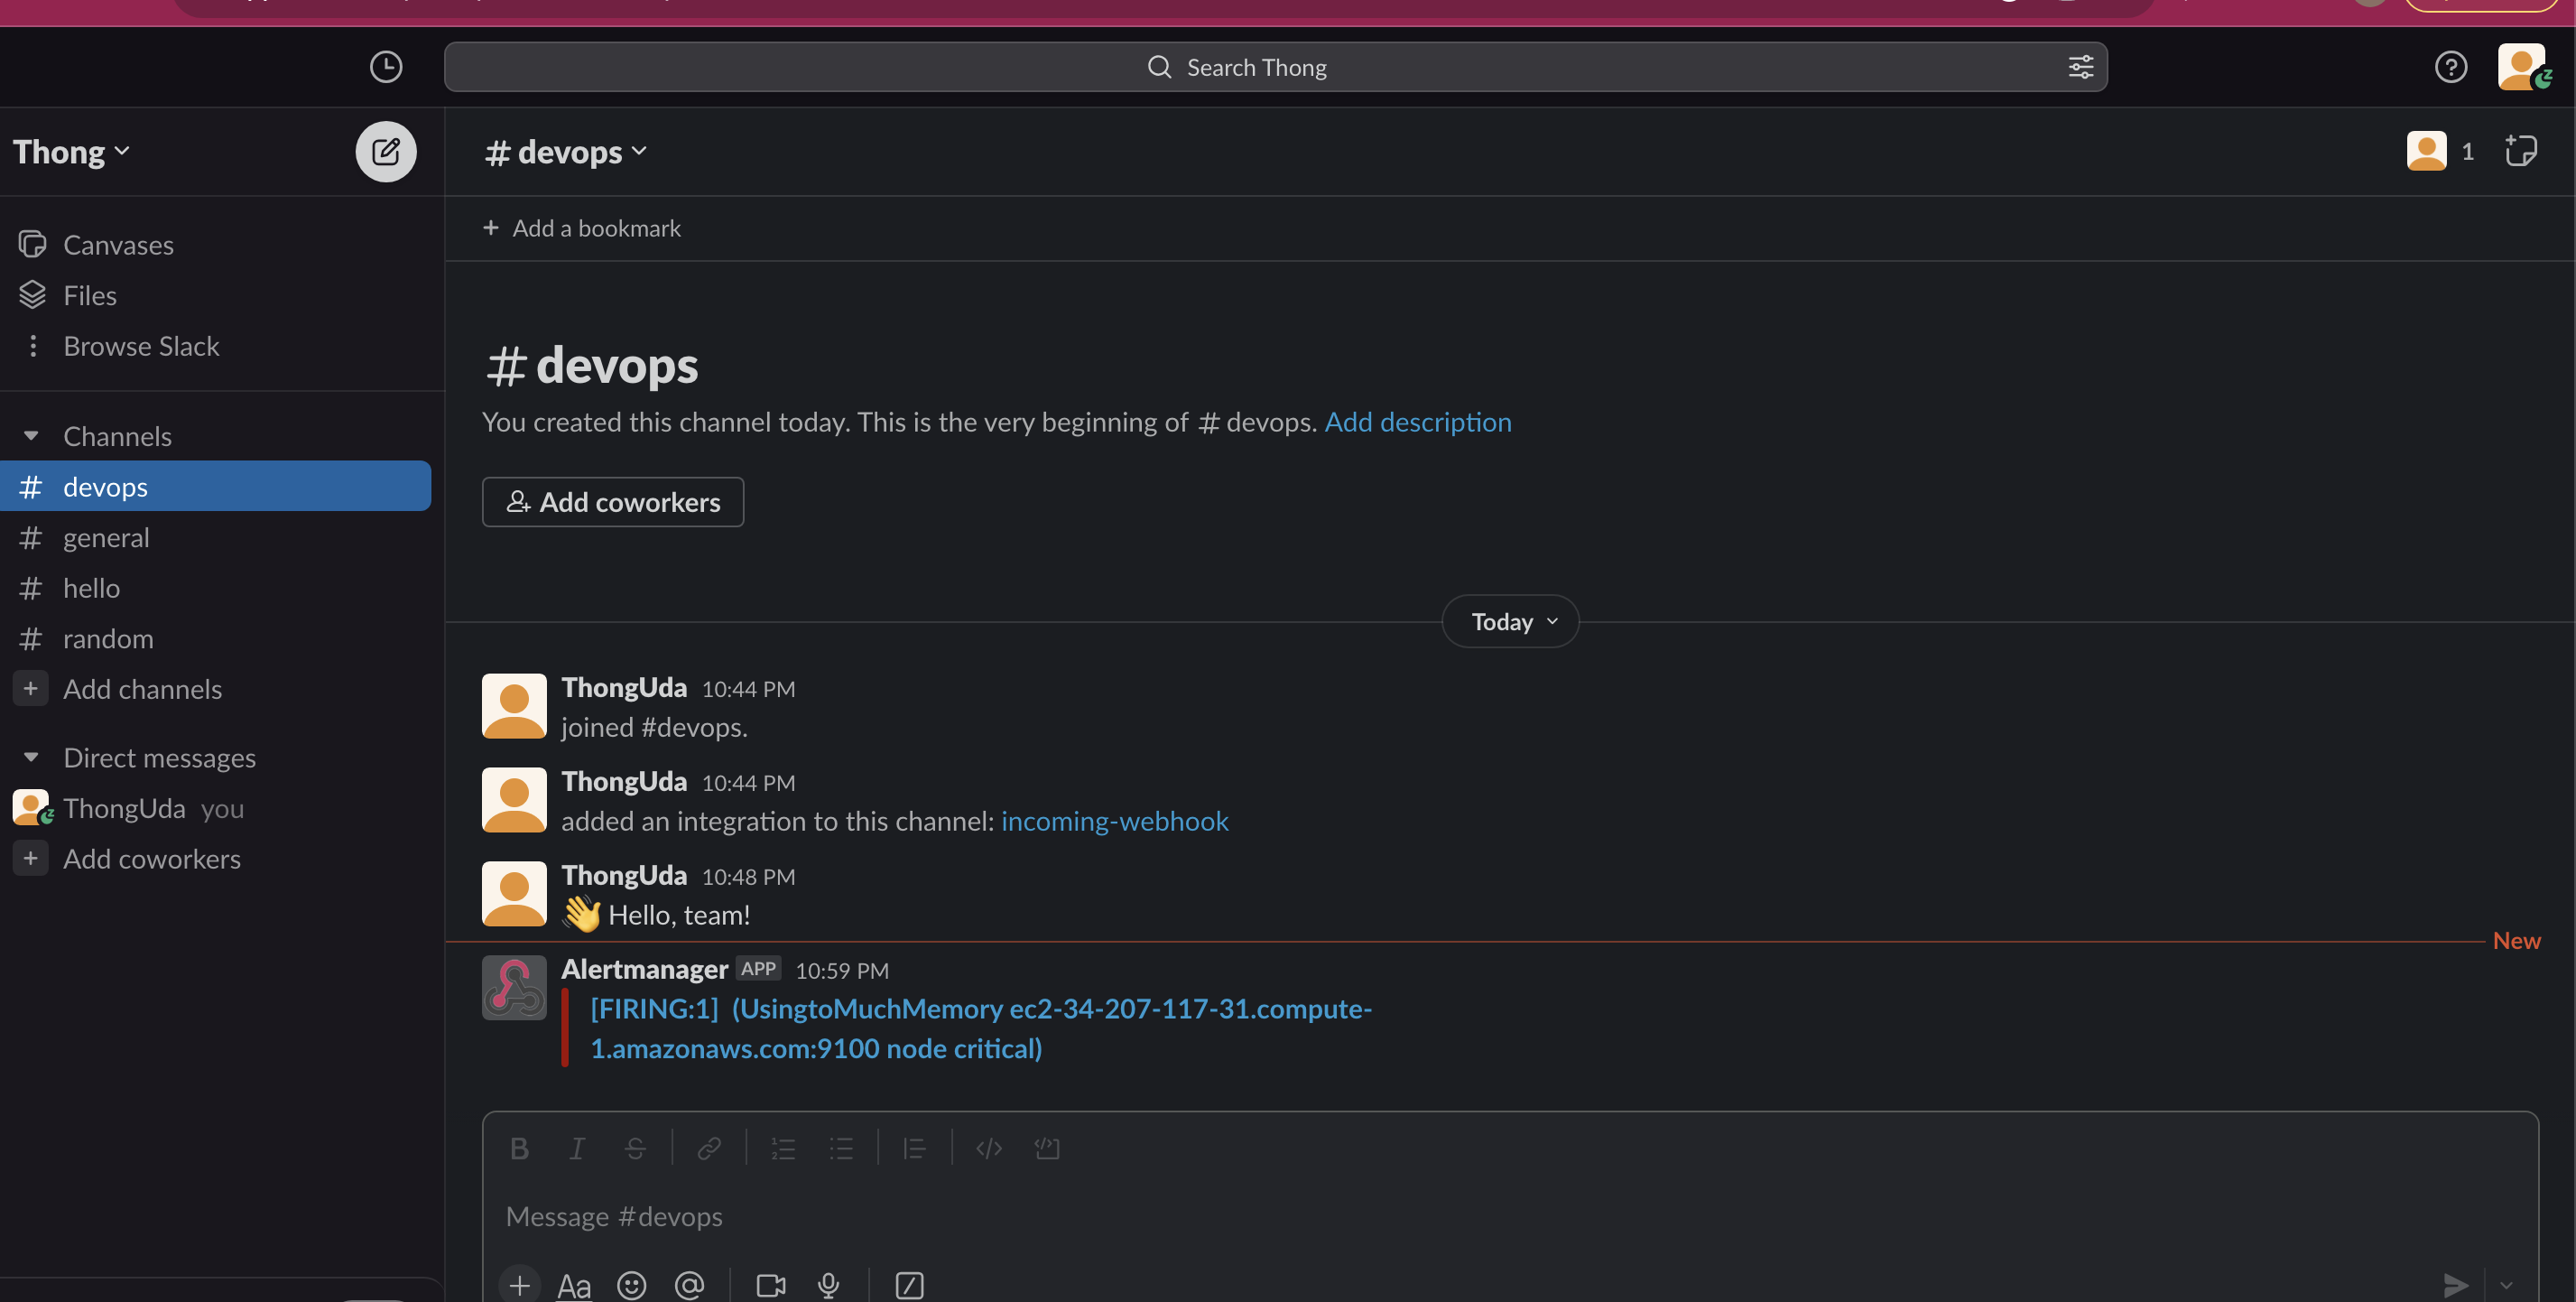 Search Thong
Thong
# devops
1
+ Add a bookmark
Canvases
Files
Browse Slack
Channels
# devops
# general
# hello
# random
+ Add channels
Direct messages
ThongUda you
+ Add coworkers
# devops
You created this channel today. This is the very beginning of # devops. Add description
Add coworkers
Today
ThongUda 10:44 PM
joined #devops.
ThongUda 10:44 PM
added an integration to this channel: incoming-webhook
ThongUda 10:48 PM
👋 Hello, team!
New
Alertmanager APP 10:59 PM
[FIRING:1] (UsingtoMuchMemory ec2-34-207-117-31.compute-
1.amazonaws.com:9100 node critical)
B I S
Message #devops
+ Aa @